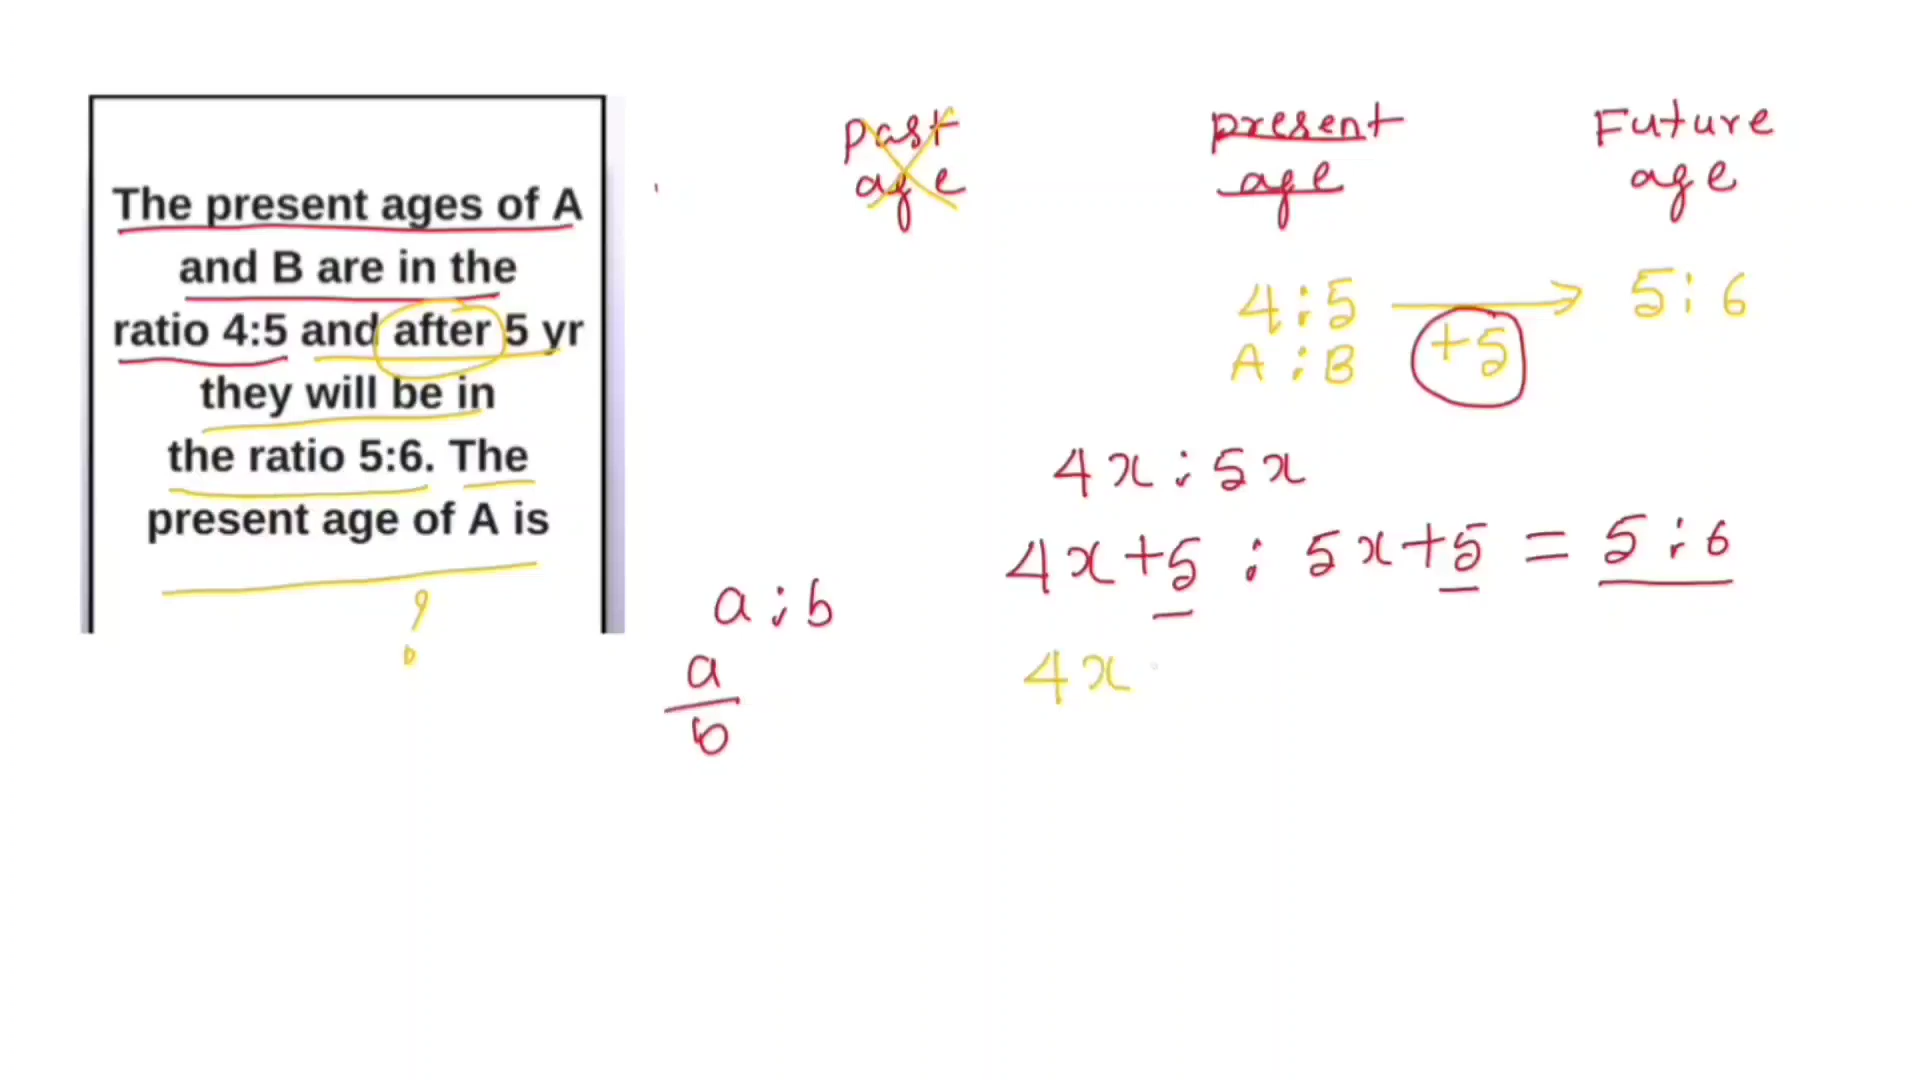 The present ages of A
and B are in the
ratio 4:5 and after 5 yr
they will be in
the ratio 5:6. The
present age of A is
?
past
age
present
age
Future
age
4:5 → 5:6
+5
A:B
4x:5x
4x+5 : 5x+5 = 5:6
a:b
a
b
4x